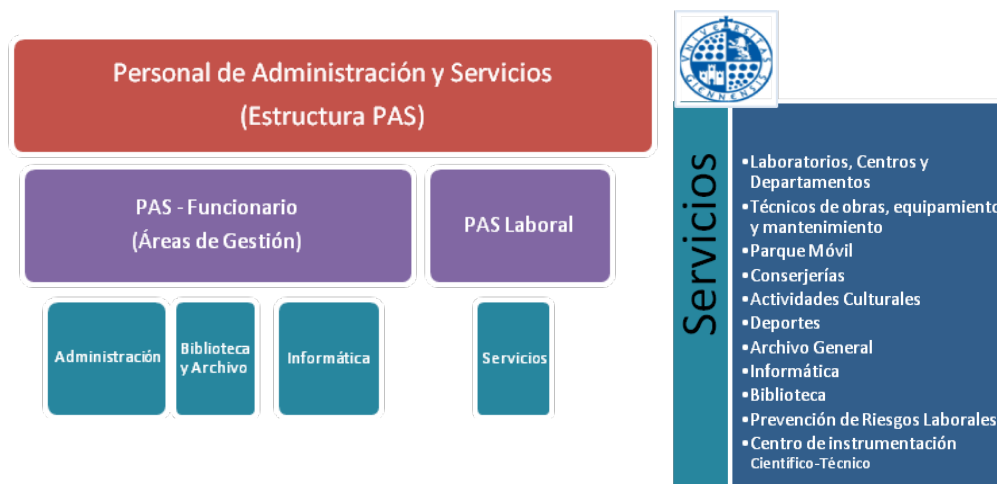 Personal de Administración y Servicios
(Estructura PAS)
PAS - Funcionario
(Áreas de Gestión)
PAS Laboral
Administración
Biblioteca
y Archivo
Informática
Servicios
UNIVERSITAS
GIENNENSIS
Servicios
•Laboratorios, Centros y
Departamentos
•Técnicos de obras, equipamiento
y mantenimiento
•Parque Móvil
•Conserjerías
•Actividades Culturales
•Deportes
•Archivo General
•Informática
•Biblioteca
•Prevención de Riesgos Laborales
•Centro de instrumentación
Científico-Técnico